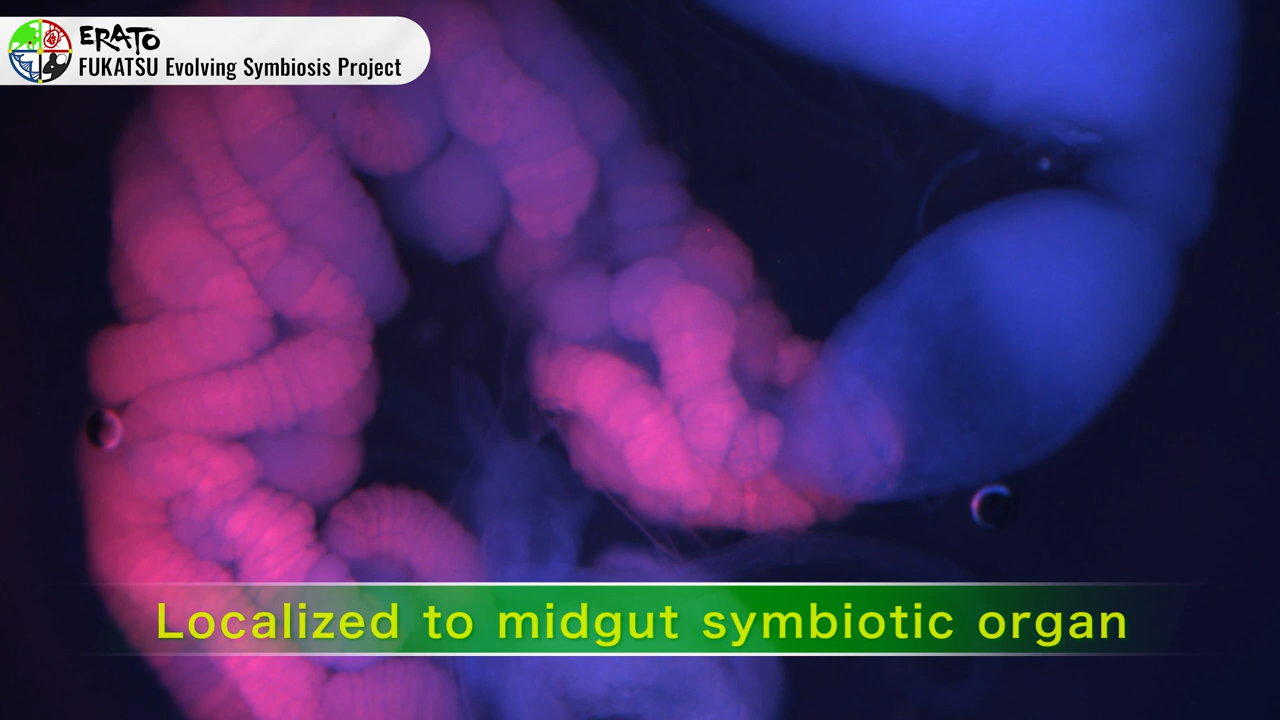 ERATO
FUKATSU Evolving Symbiosis Project
Localized to midgut symbiotic organ